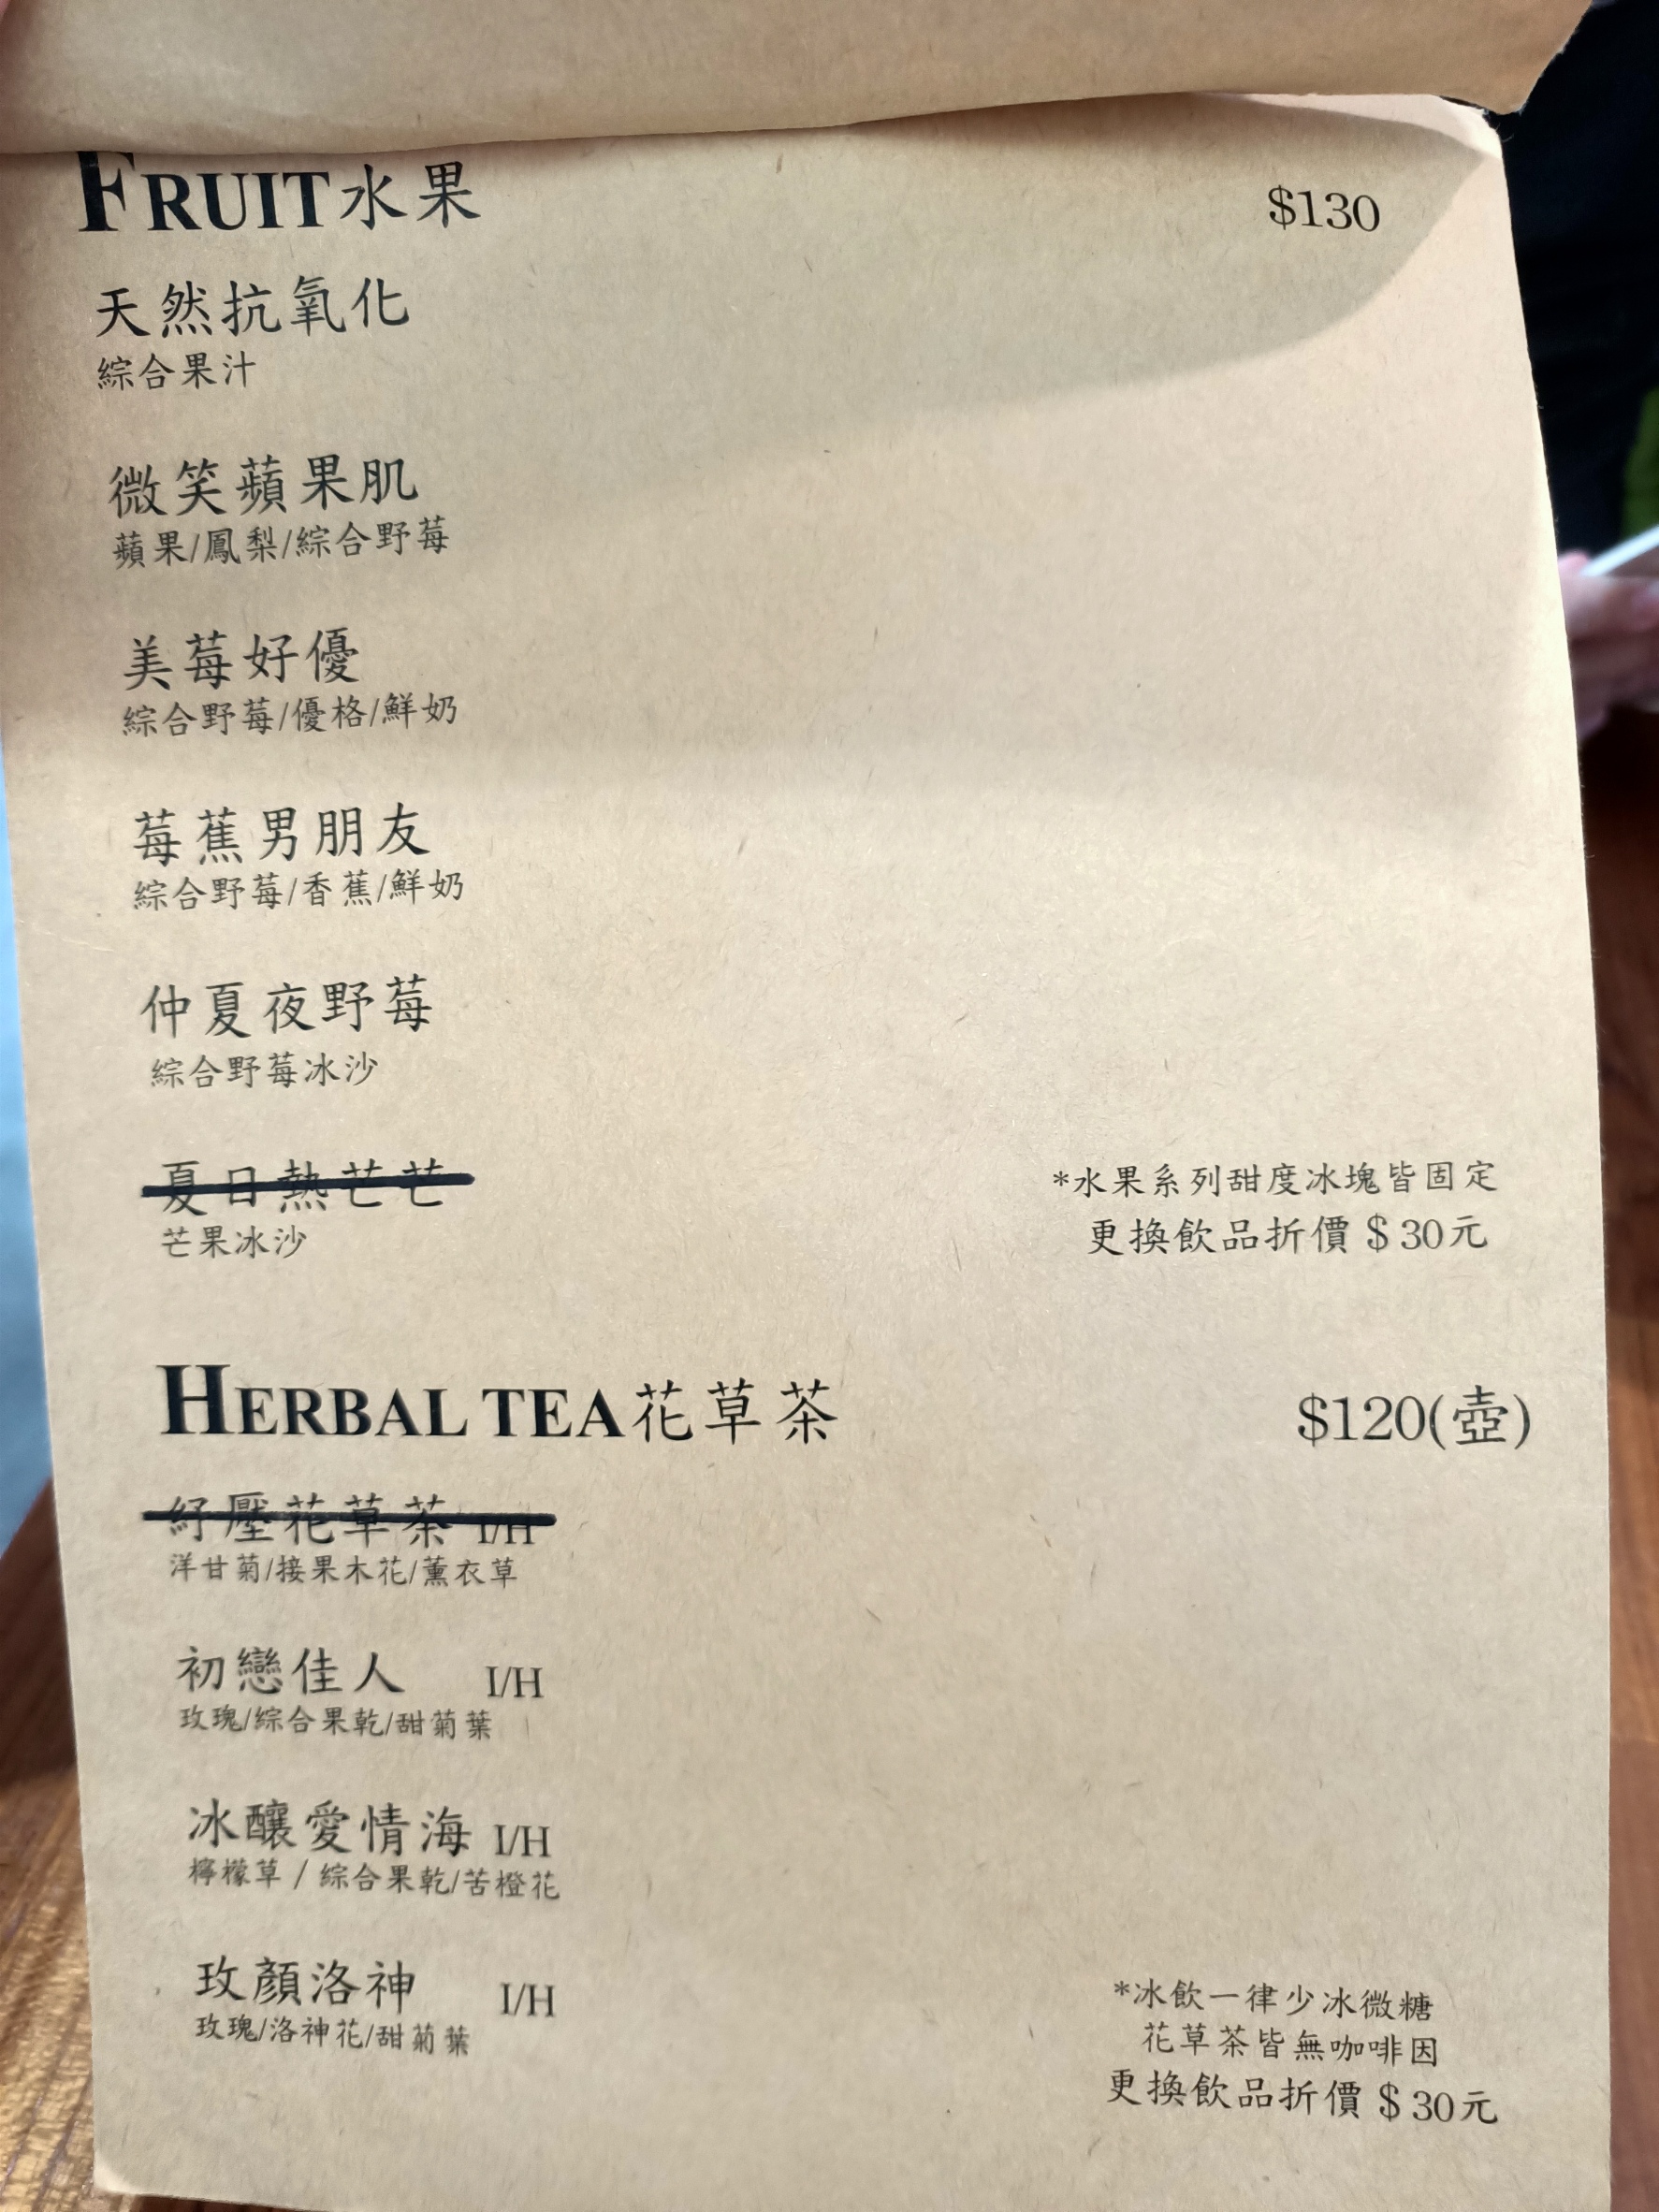 FRUIT水果 $130
天然抗氧化
綜合果汁
微笑蘋果肌
蘋果/鳳梨/綜合野莓
美莓好優
綜合野莓/優格/鮮奶
莓蕉男朋友
綜合野莓/香蕉/鮮奶
仲夏夜野莓
綜合野莓冰沙
夏日熱芒芒
芒果冰沙
*水果系列甜度冰塊皆固定
更換飲品折價 $30元
HERBAL TEA花草茶 $120(壺)
紓壓花草茶 I/H
洋甘菊/接果木花/薰衣草
初戀佳人 I/H
玫瑰/綜合果乾/甜菊葉
冰釀愛情海 I/H
檸檬草 / 綜合果乾/苦橙花
玫顏洛神 I/H
玫瑰/洛神花/甜菊葉
*冰飲一律少冰微糖
花草茶皆無咖啡因
更換飲品折價 $30元